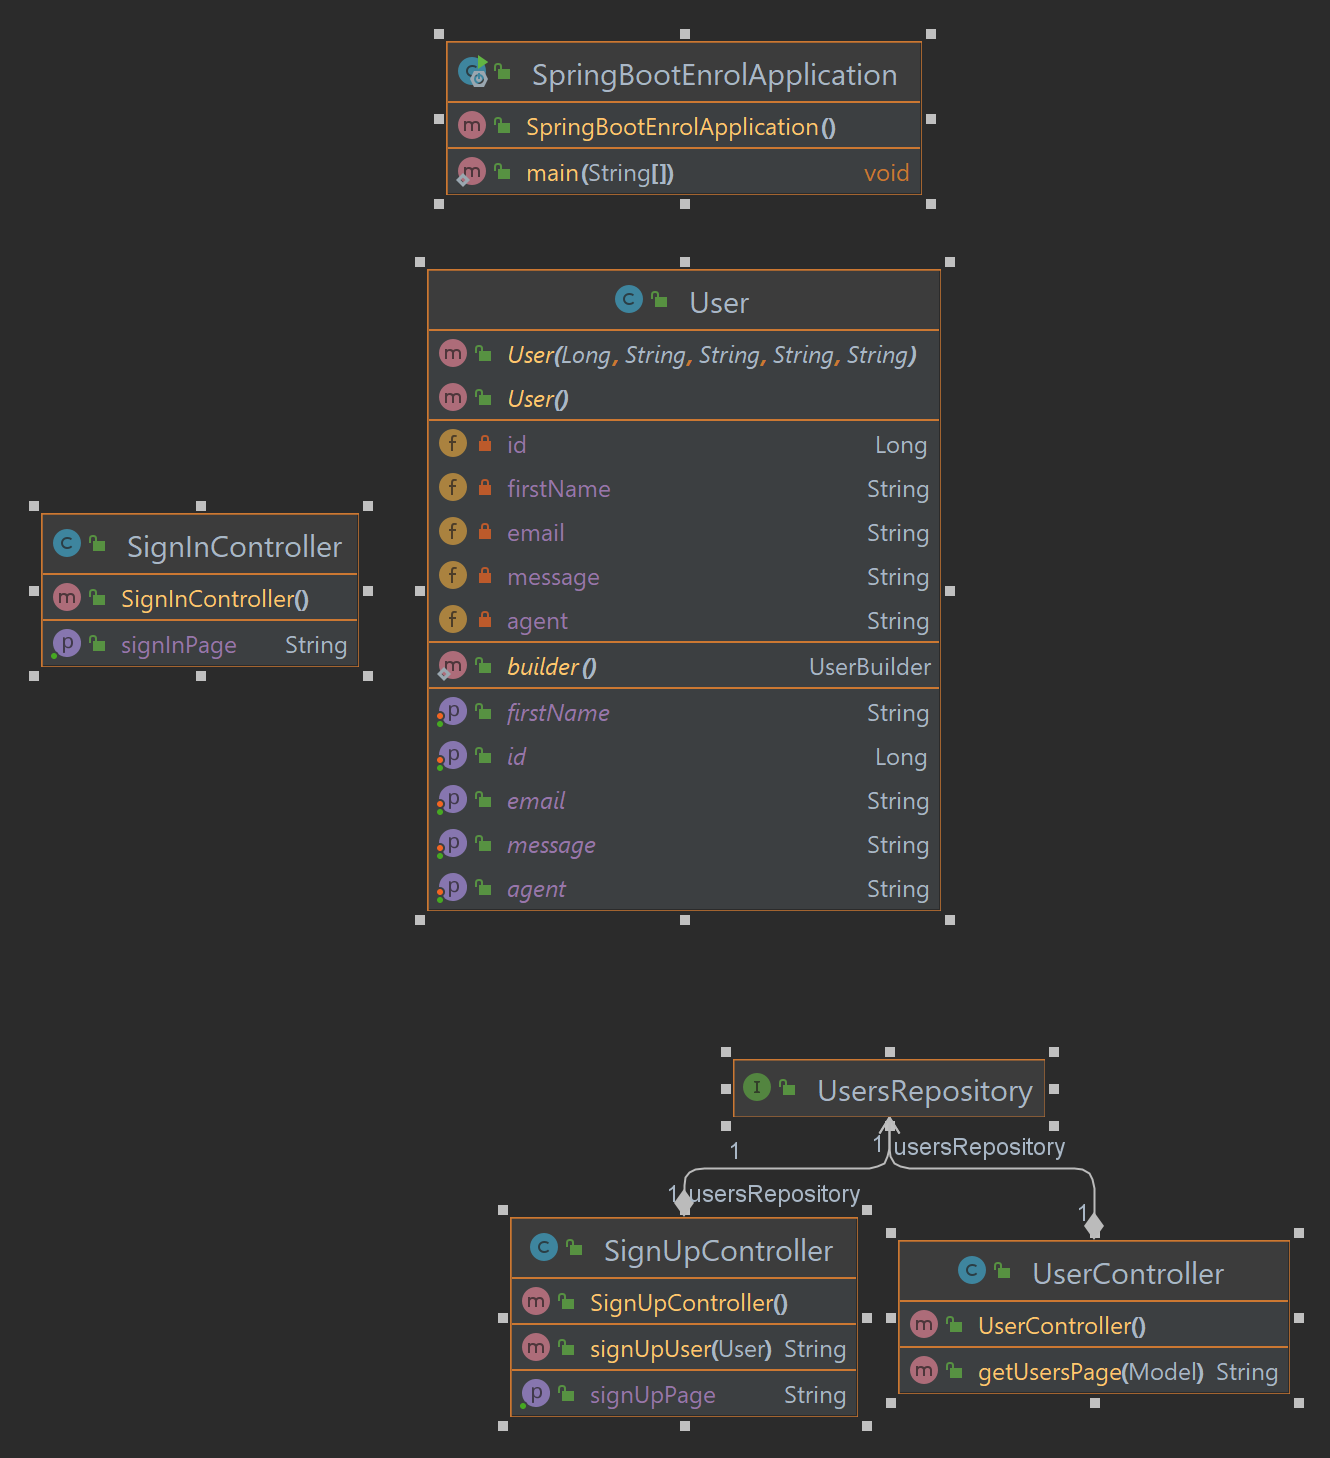 SpringBootEnrolApplication
SpringBootEnrolApplication()
main(String[]) void
User
User(Long, String, String, String, String)
User()
id Long
firstName String
email String
message String
agent String
builder() UserBuilder
firstName String
id Long
email String
message String
agent String
SignInController
SignInController()
signInPage String
UsersRepository
1
1
usersRepository
1
usersRepository
1
SignUpController
SignUpController()
signUpUser(User) String
signUpPage String
UserController
UserController()
getUsersPage(Model) String